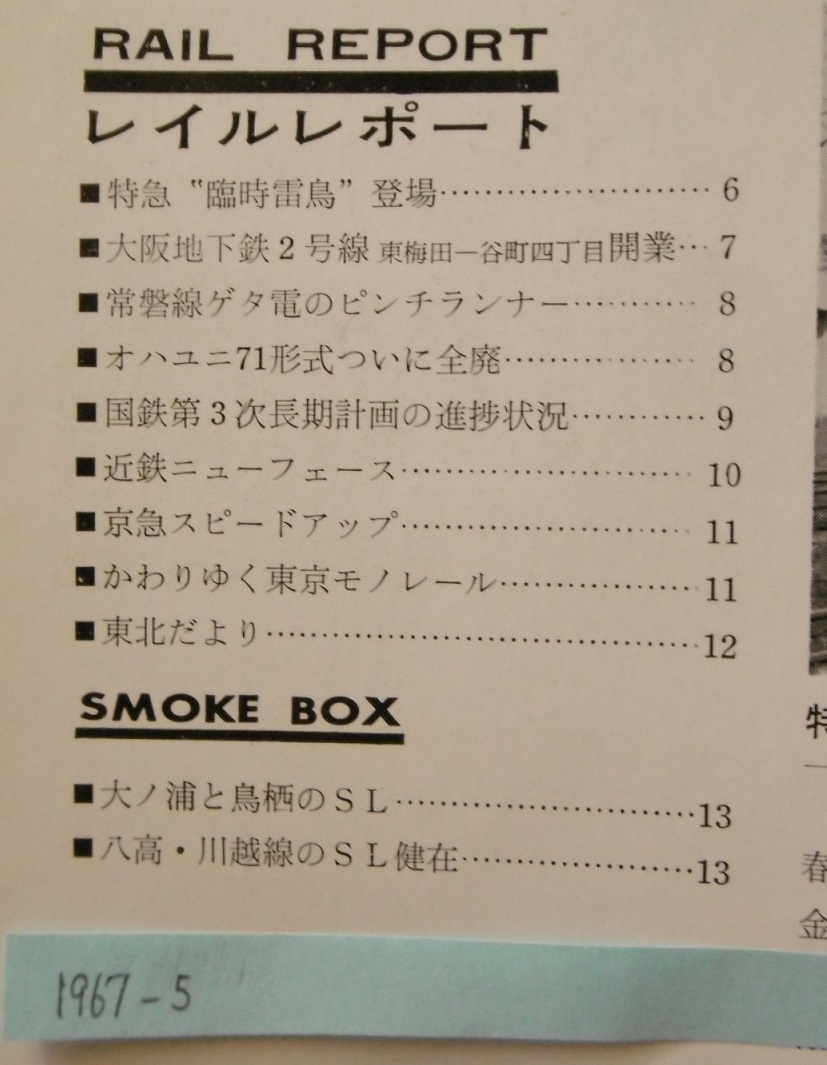 RAIL REPORT
レイルレポート
■特急〝臨時雷鳥”登場………………………6
■大阪地下鉄2号線 東梅田―谷町四丁目開業…7
■常磐線ゲタ電のピンチランナー…………8
■オハユニ71形式ついに全廃………………8
■国鉄第3次長期計画の進捗状況…………9
■近鉄ニューフェース………………………10
■京急スピードアップ………………………11
■かわりゆく東京モノレール………………11
■東北だより…………………………………12
SMOKE BOX
■大ノ浦と鳥栖のSL………………………13
■八高・川越線のSL健在…………………13
特
春
金
1967-5